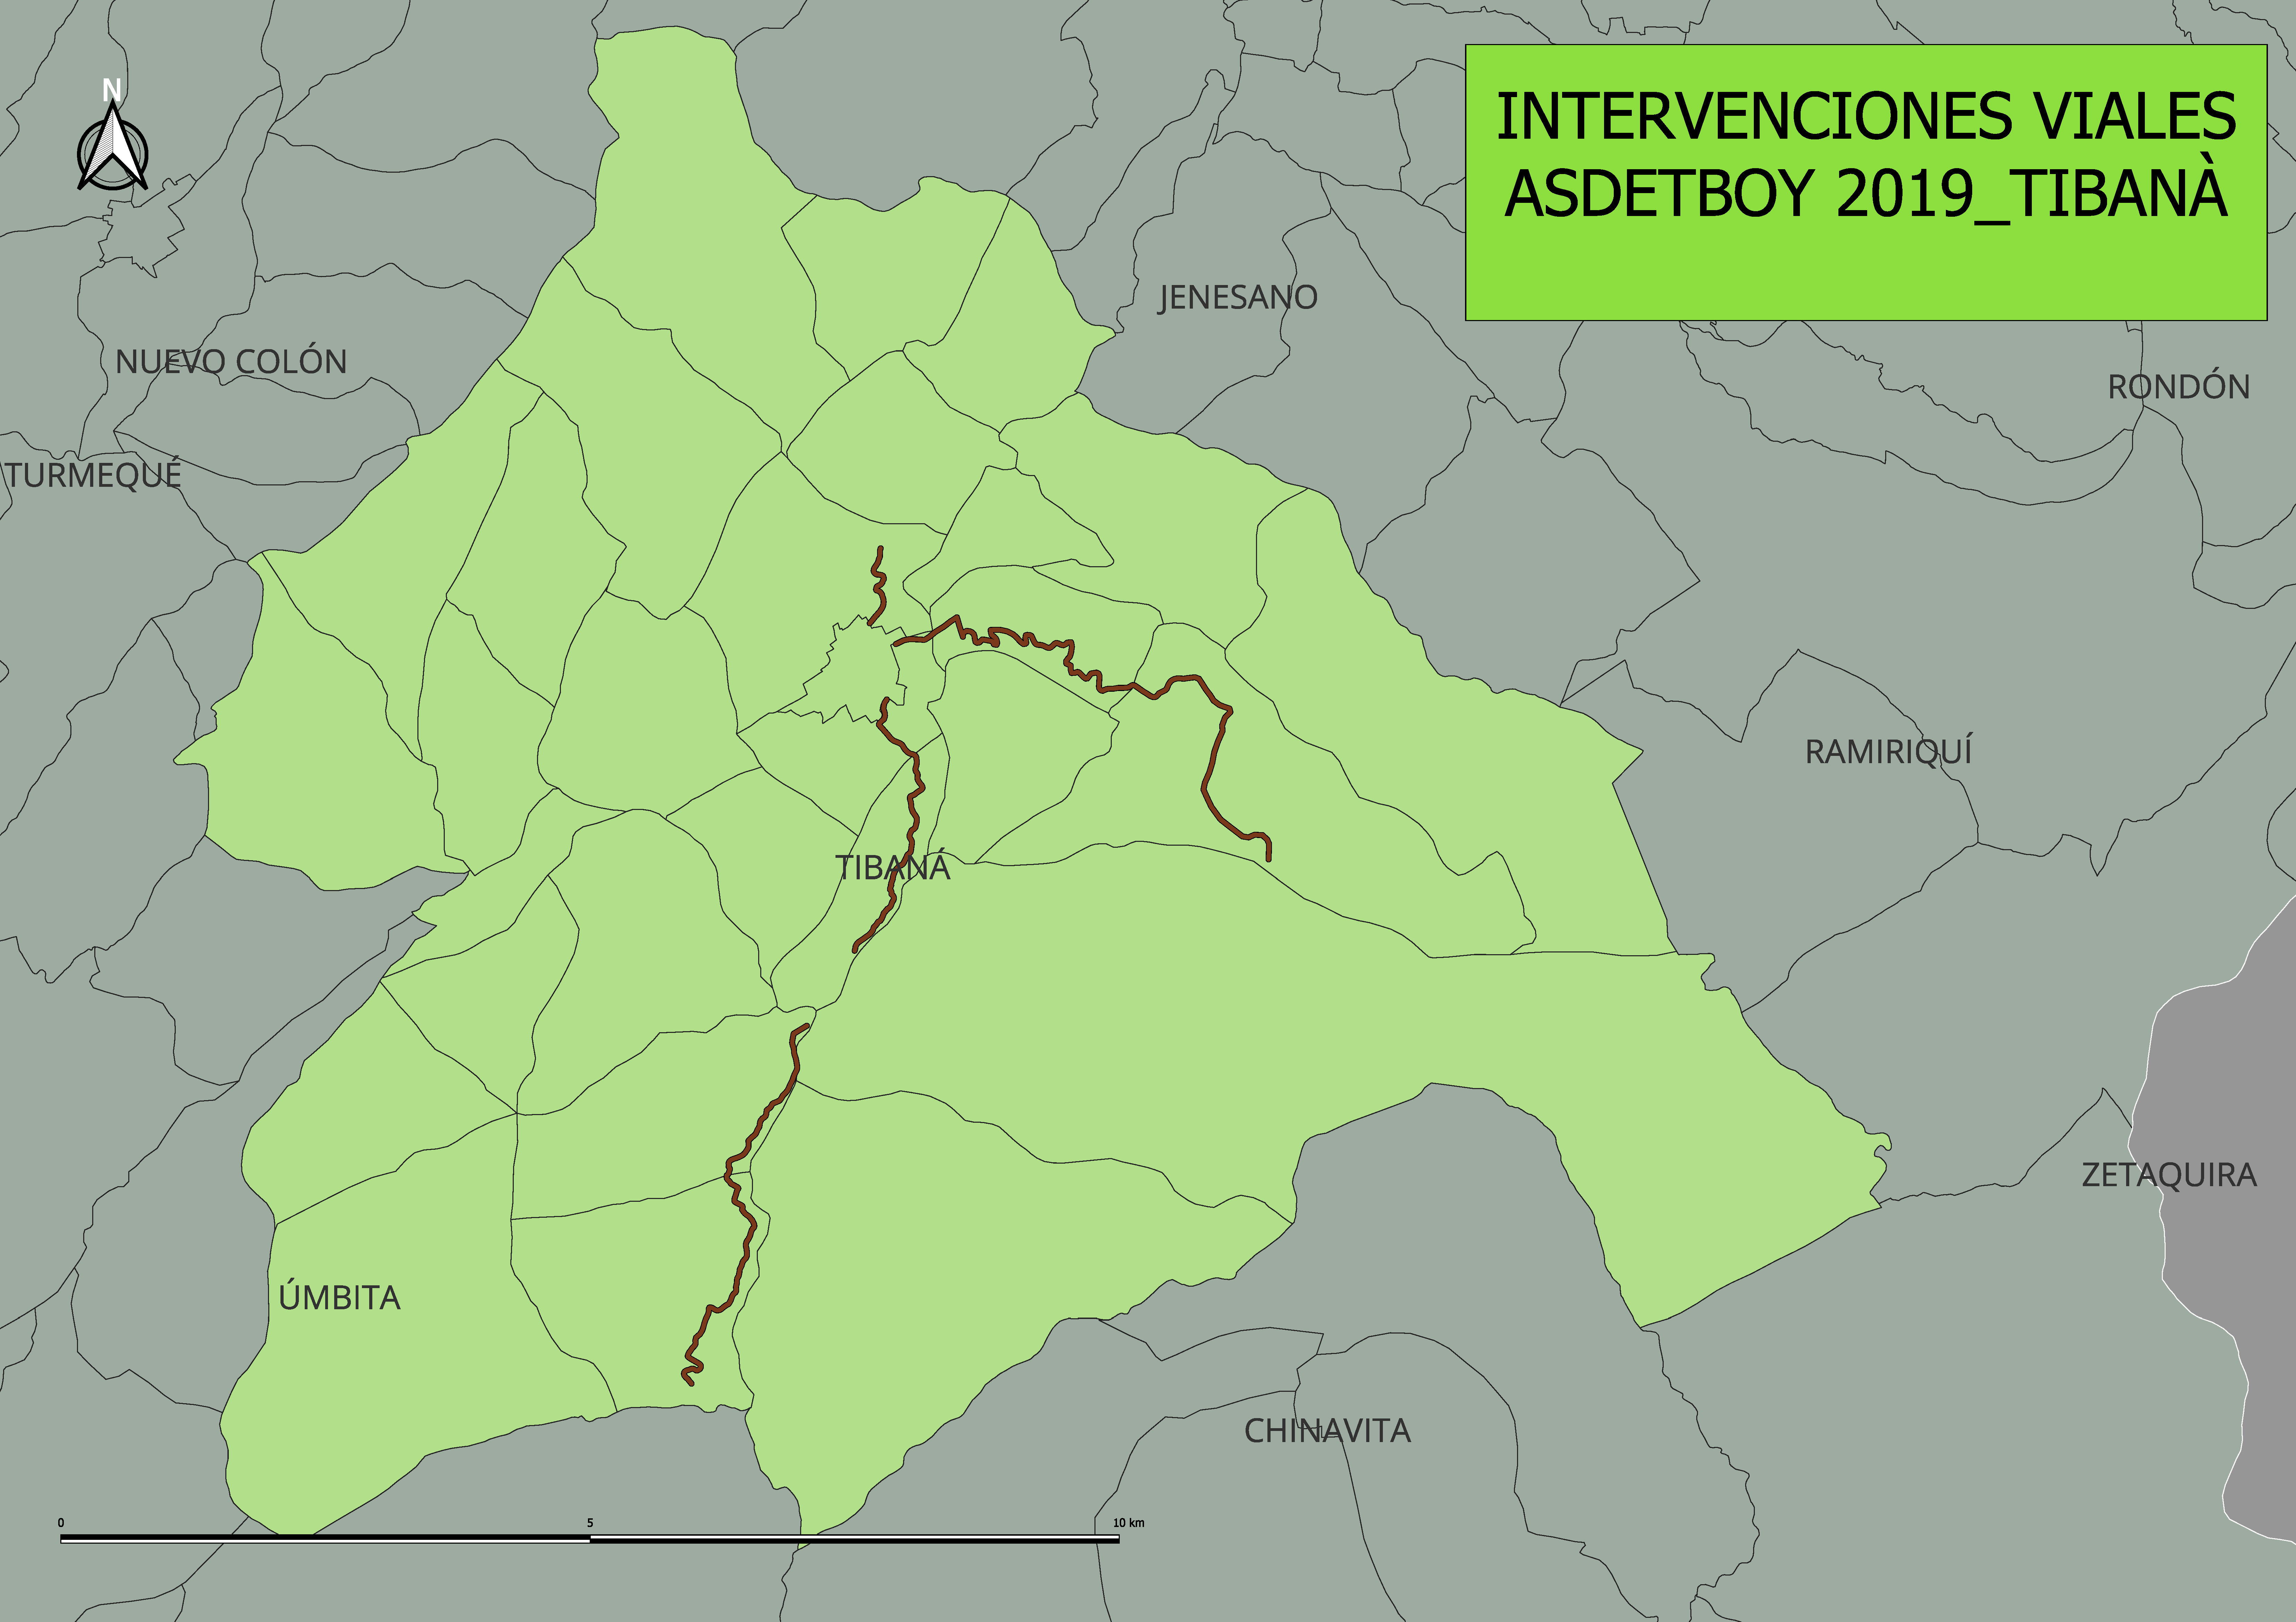 N
INTERVENCIONES VIALES
ASDETBOY 2019_TIBANÀ
JENESANO
NUEVO COLÓN
RONDÓN
TURMEQUÉ
RAMIRIQUÍ
TIBANÁ
ZETAQUIRA
ÚMBITA
CHINAVITA
0 5 10 km